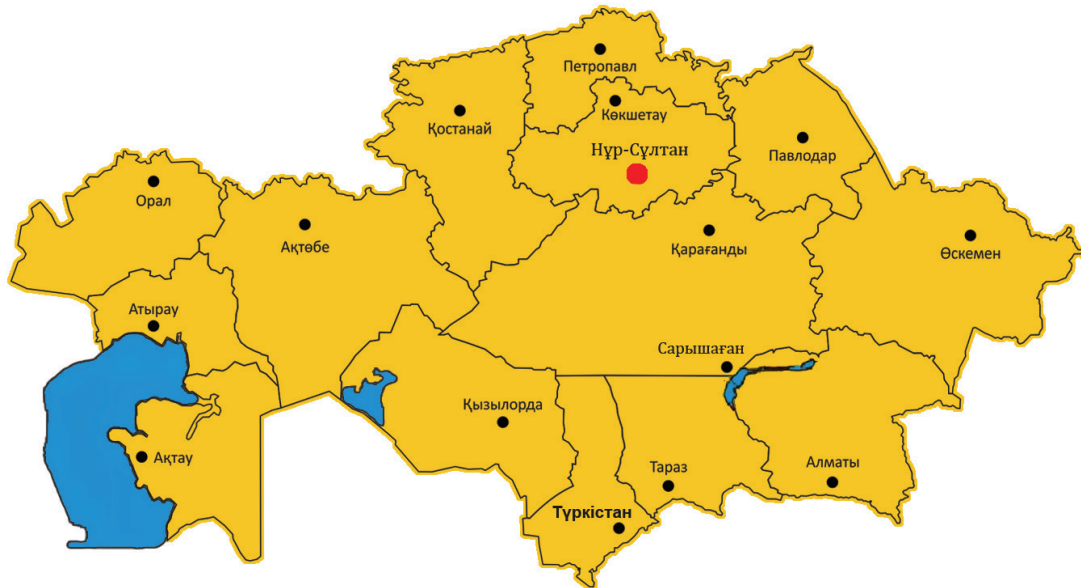 Петропавл
Көкшетау
Қостанай
Нұр-Сұлтан
Павлодар
Орал
Ақтөбе
Қарағанды
Өскемен
Атырау
Сарышаған
Қызылорда
Ақтау
Тараз
Алматы
Түркістан